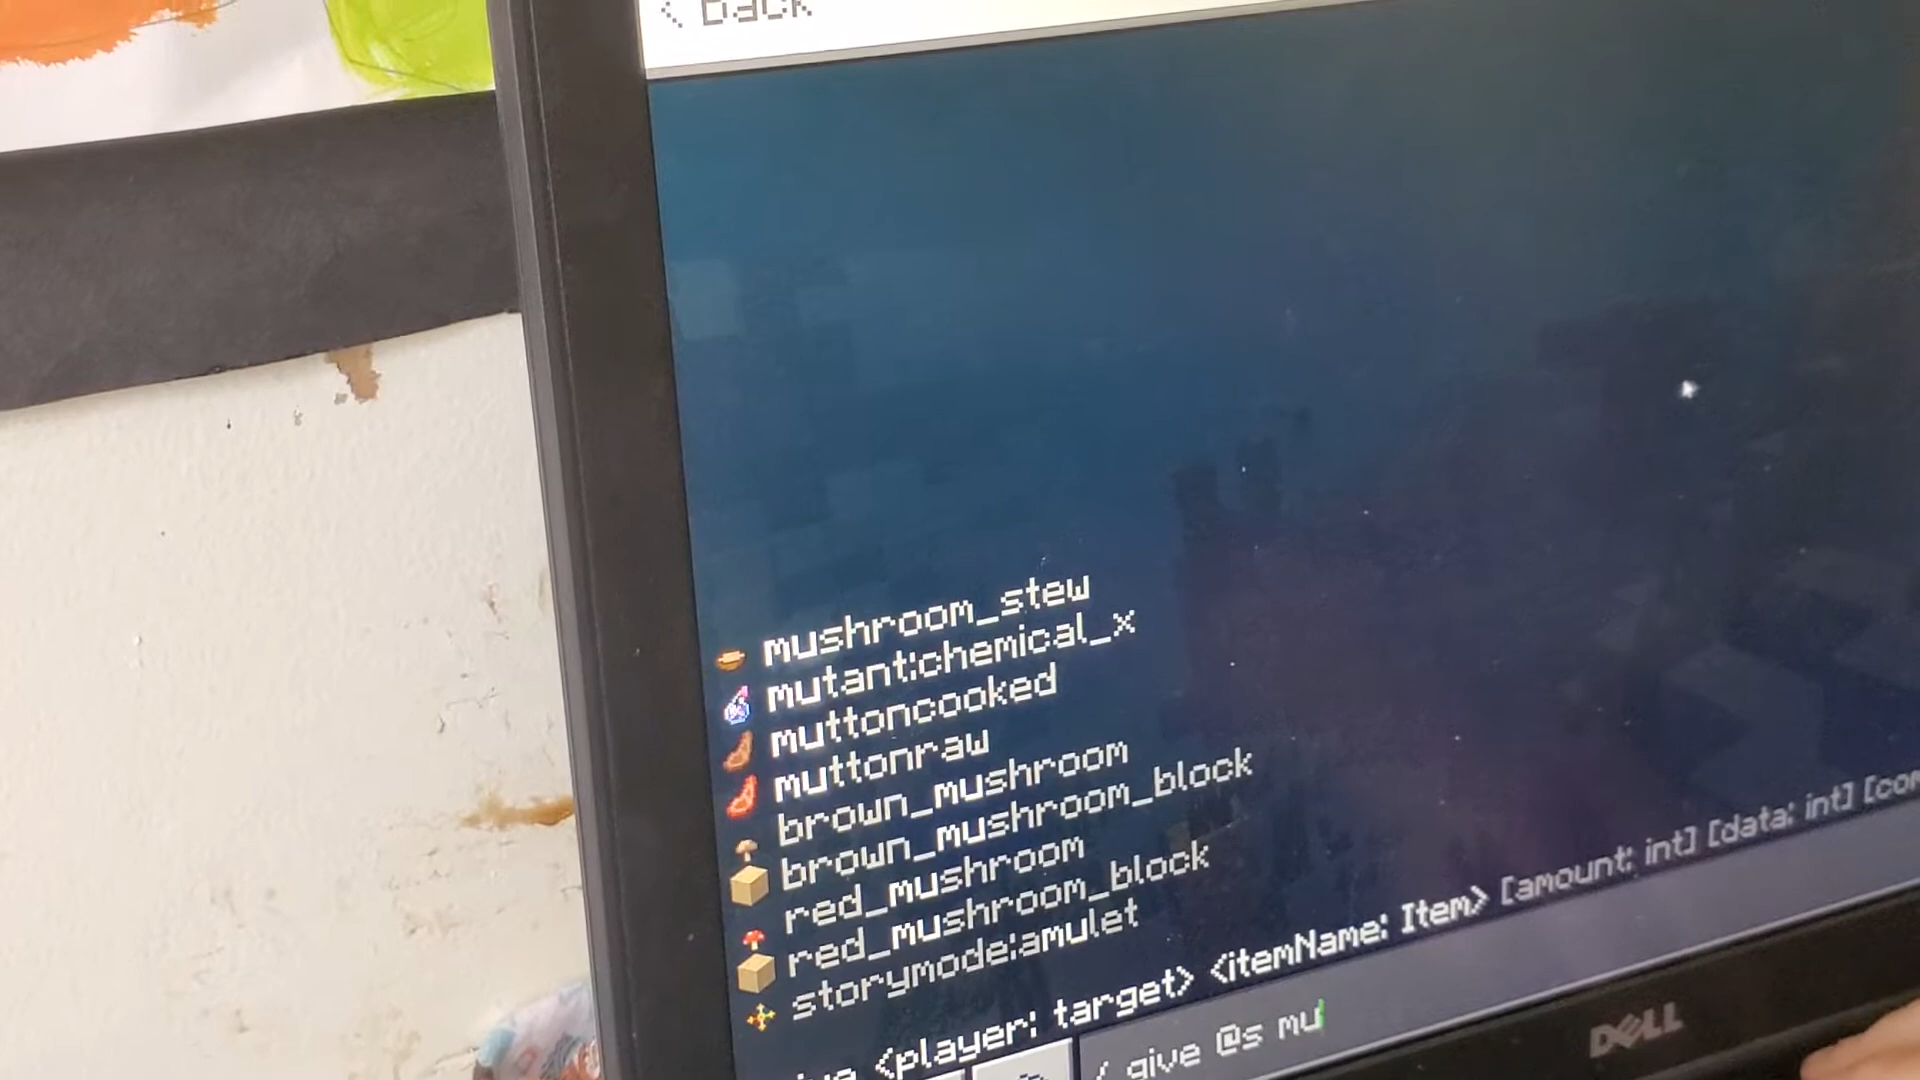 < Back
mushroom_stew
mutant:chemical_x
muttoncooked
muttonraw
brown_mushroom
brown_mushroom_block
red_mushroom
red_mushroom_block
storymode:amulet
<player: target> <itemName: Item> [amount: int] [data: int]
/ give @s mu
DELL